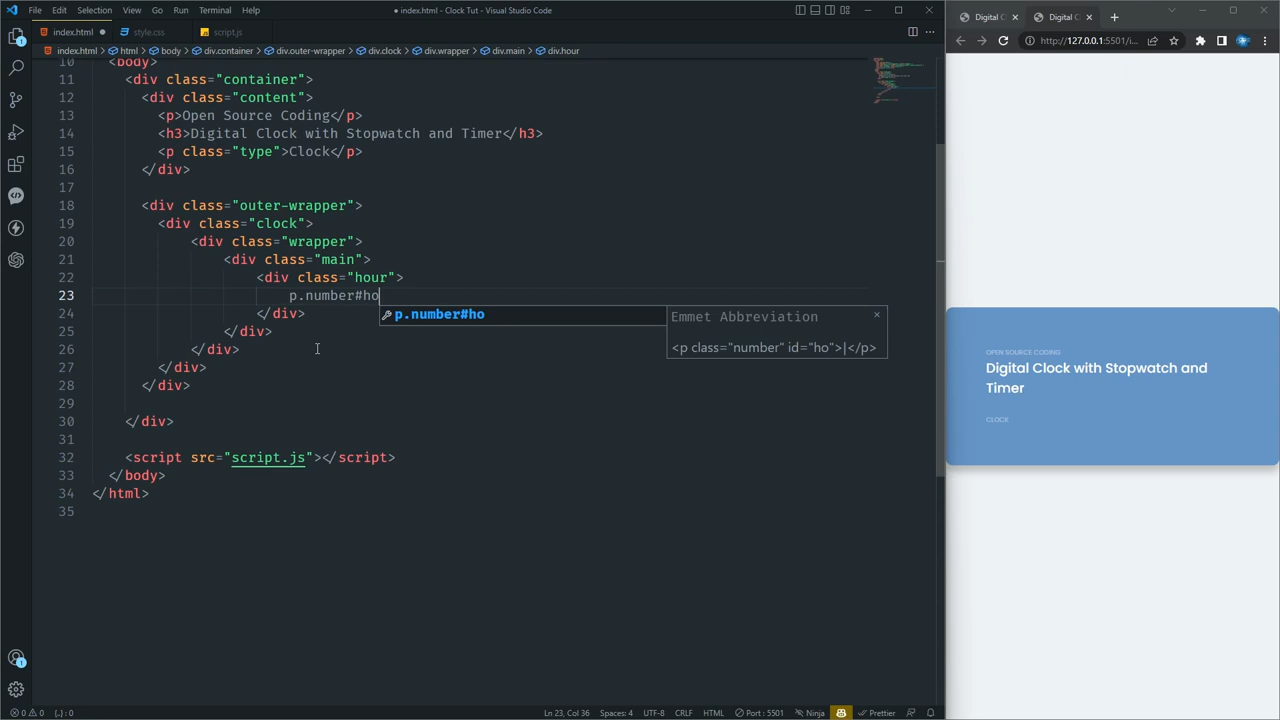 File Edit Selection View Go Run Terminal Help
● index.html - Clock Tut - Visual Studio Code
index.html ●
style.css
script.js
index.html > html > body > div.container > div.outer-wrapper > div.clock > div.wrapper > div.main > div.hour
10 <body>
11 <div class="container">
12 <div class="content">
13 <p>Open Source Coding</p>
14 <h3>Digital Clock with Stopwatch and Timer</h3>
15 <p class="type">Clock</p>
16 </div>
17
18 <div class="outer-wrapper">
19 <div class="clock">
20 <div class="wrapper">
21 <div class="main">
22 <div class="hour">
23 p.number#ho
24 </div>
25 </div>
26 </div>
27 </div>
28 </div>
29
30 </div>
31
32 <script src="script.js"></script>
33 </body>
34 </html>
35
p.number#ho
Emmet Abbreviation
<p class="number" id="ho">|</p>
1
1
0 0 {..} : 0
Ln 23, Col 36 Spaces: 4 UTF-8 CRLF HTML Port : 5501 Ninja Prettier
Digital C
Digital C
http://127.0.0.1:5501/i...
OPEN SOURCE CODING
Digital Clock with Stopwatch and
Timer
CLOCK